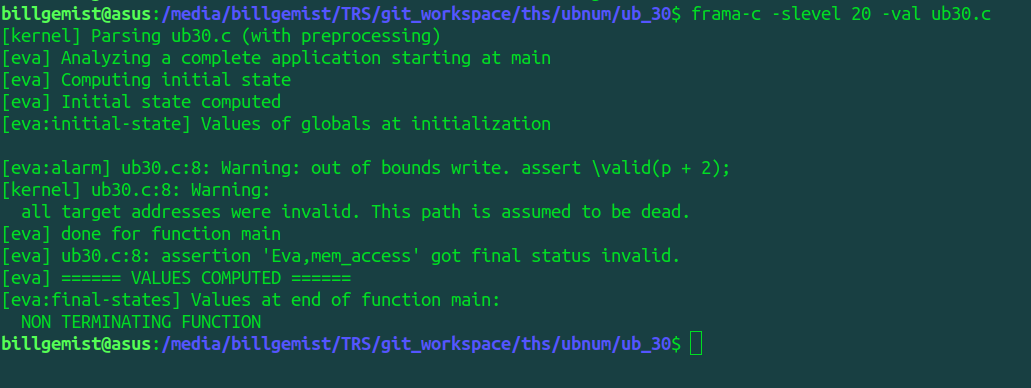 billgemist@asus:/media/billgemist/TRS/git_workspace/ths/ubnum/ub_30$ frama-c -slevel 20 -val ub30.c
[kernel] Parsing ub30.c (with preprocessing)
[eva] Analyzing a complete application starting at main
[eva] Computing initial state
[eva] Initial state computed
[eva:initial-state] Values of globals at initialization
[eva:alarm] ub30.c:8: Warning: out of bounds write. assert \valid(p + 2);
[kernel] ub30.c:8: Warning:
  all target addresses were invalid. This path is assumed to be dead.
[eva] done for function main
[eva] ub30.c:8: assertion 'Eva,mem_access' got final status invalid.
[eva] ====== VALUES COMPUTED ======
[eva:final-states] Values at end of function main:
  NON TERMINATING FUNCTION
billgemist@asus:/media/billgemist/TRS/git_workspace/ths/ubnum/ub_30$